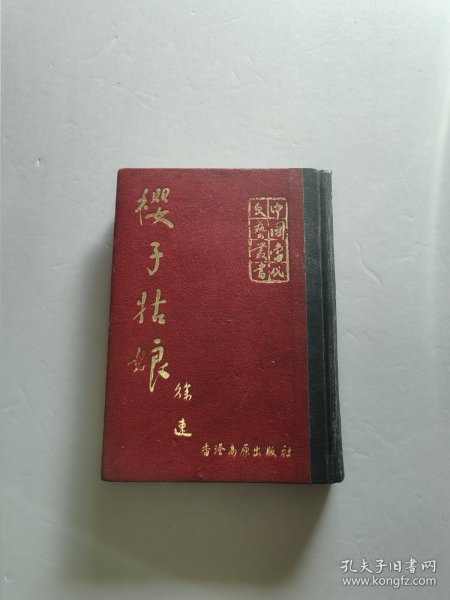 櫻子姑娘
徐速
中國當代
文藝叢書
香港高原出版社
孔夫子旧书网
www.kongfz.com